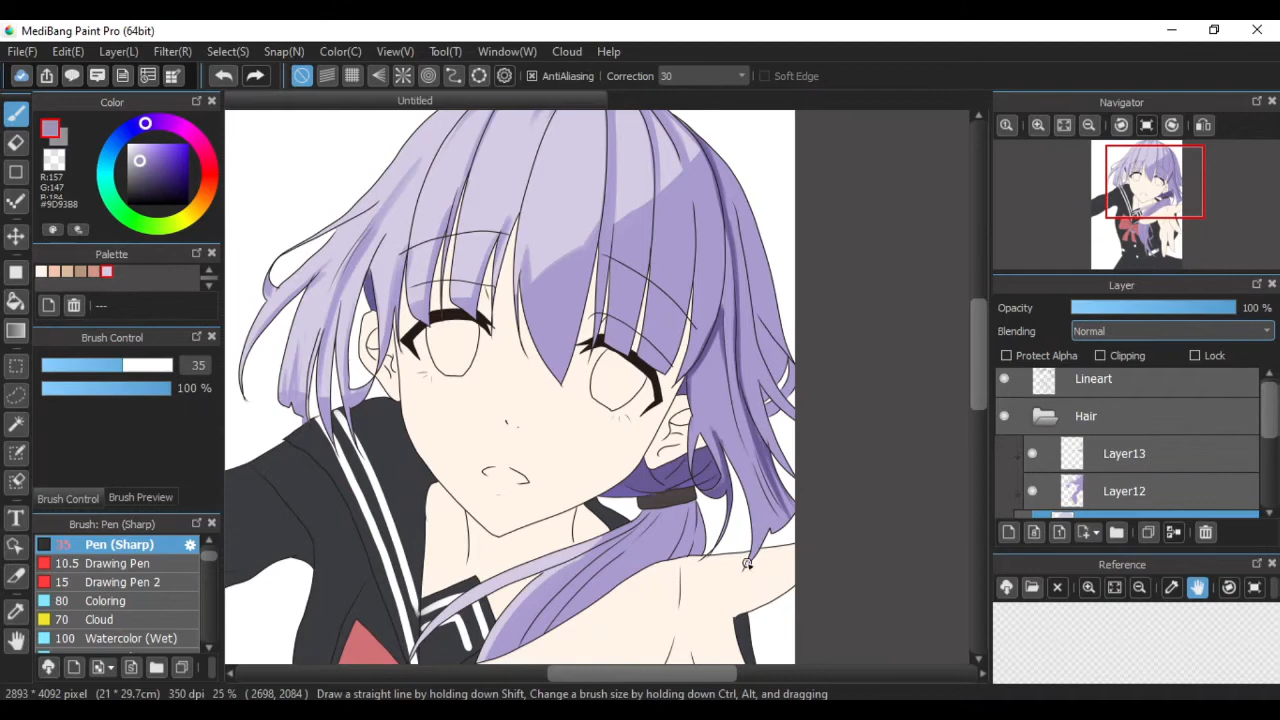 MediBang Paint Pro (64bit)
File(F) Edit(E) Layer(L) Filter(R) Select(S) Snap(N) Color(C) View(V) Tool(T) Window(W) Cloud Help
AntiAliasing Correction 30 Soft Edge
Color
Untitled
Navigator
R:157
G:147
B:184
#9D93B8
Palette
---
Brush Control
35
100 %
Brush Control Brush Preview
Brush: Pen (Sharp)
35 Pen (Sharp)
10.5 Drawing Pen
15 Drawing Pen 2
80 Coloring
70 Cloud
100 Watercolor (Wet)
Layer
Opacity 100 %
Blending Normal
Protect Alpha Clipping Lock
Lineart
Hair
Layer13
Layer12
Reference
2893 * 4092 pixel (21 * 29.7cm) 350 dpi 25 % ( 2698, 2084 ) Draw a straight line by holding down Shift, Change a brush size by holding down Ctrl, Alt, and dragging